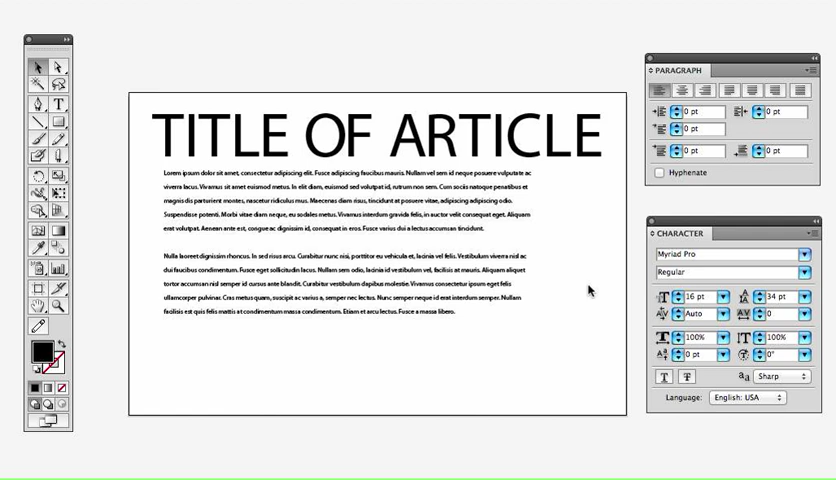 PARAGRAPH
0 pt
0 pt
0 pt
0 pt
0 pt
Hyphenate
TITLE OF ARTICLE
Lorem ipsum dolor sit amet, consectetur adipiscing elit. Fusce adipiscing faucibus mauris. Nullam vel sem id neque posuere vulputate ac
viverra lacus. Vivamus sit amet euismod metus. In elit diam, euismod sed volutpat id, rutrum non sem. Cum sociis natoque penatibus et
magnis dis parturient montes, nascetur ridiculus mus. Maecenas diam risus, tincidunt at posuere vitae, adipiscing adipiscing odio.
Suspendisse potenti. Morbi vitae diam neque, eu sodales metus. Vivamus interdum gravida felis, in auctor velit consequat eget. Aliquam
erat volutpat. Aenean ante est, congue ac dignissim id, consequat in eros. Fusce varius dui a lectus accumsan tincidunt.
Nulla laoreet dignissim rhoncus. In sed risus arcu. Curabitur nunc nisi, porttitor eu vehicula et, lacinia vel felis. Vestibulum viverra nisl ac
dui faucibus condimentum. Fusce eget sollicitudin lacus. Nullam sem odio, lacinia id vestibulum vel, facilisis at mauris. Aliquam aliquet
tortor accumsan nisl semper id cursus ante blandit. Curabitur vestibulum dapibus molestie. Vivamus consectetur ipsum eget felis
ullamcorper pulvinar. Cras metus quam, suscipit ac varius a, semper nec lectus. Nunc semper neque id erat interdum semper. Nullam
facilisis est quis felis mattis at condimentum massa condimentum. Etiam et arcu lectus. Fusce a massa libero.
CHARACTER
Myriad Pro
Regular
16 pt
34 pt
Auto
0
100%
100%
0 pt
0°
Sharp
Language: English: USA